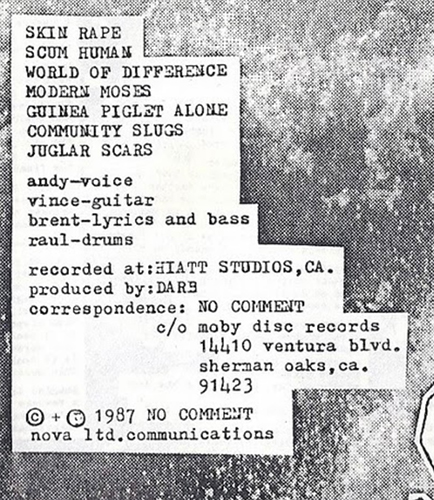 SKIN RAPE
SCUM HUMAN
WORLD OF DIFFERENCE
MODERN MOSES
GUINEA PIGLET ALONE
COMMUNITY SLUGS
JUGLAR SCARS
andy-voice
vince-guitar
brent-lyrics and bass
raul-drums
recorded at:HIATT STUDIOS,CA.
produced by:DARB
correspondence: NO COMMENT
c/o moby disc records
14410 ventura blvd.
sherman oaks,ca.
91423
© + ℗ 1987 NO COMMENT
nova ltd.communications